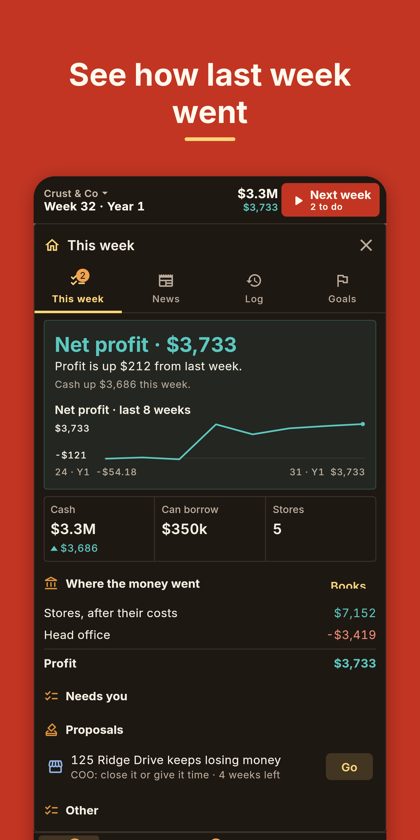 See how last week
went
Crust & Co
Week 32 · Year 1
$3.3M
$3,733
Next week
2 to do
This week
2
This week
News
Log
Goals
Net profit · $3,733
Profit is up $212 from last week.
Cash up $3,686 this week.
Net profit · last 8 weeks
$3,733
-$121
24 · Y1 -$54.18
31 · Y1 $3,733
Cash
$3.3M
$3,686
Can borrow
$350k
Stores
5
Where the money went
Books
Stores, after their costs
$7,152
Head office
-$3,419
Profit
$3,733
Needs you
Proposals
125 Ridge Drive keeps losing money
COO: close it or give it time · 4 weeks left
Go
Other